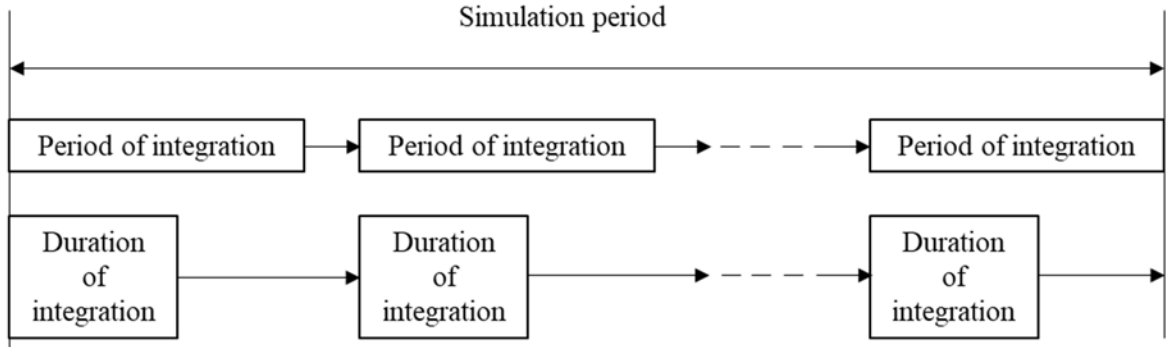 Simulation period
Period of integration
Period of integration
Period of integration
Duration
of
integration
Duration
of
integration
Duration
of
integration